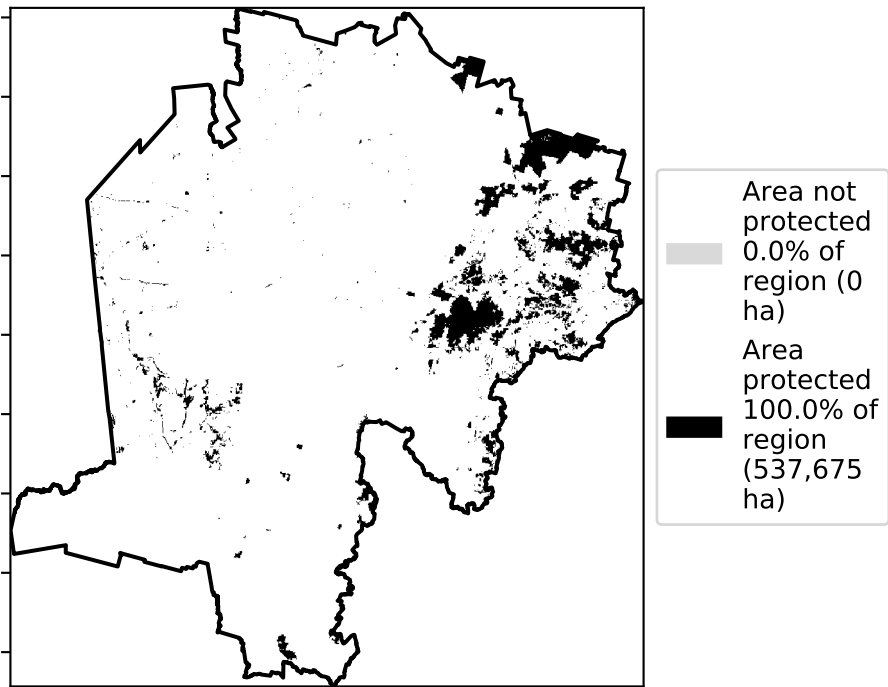 Area not
protected
0.0% of
region (0
ha)
Area
protected
100.0% of
region
(537,675
ha)